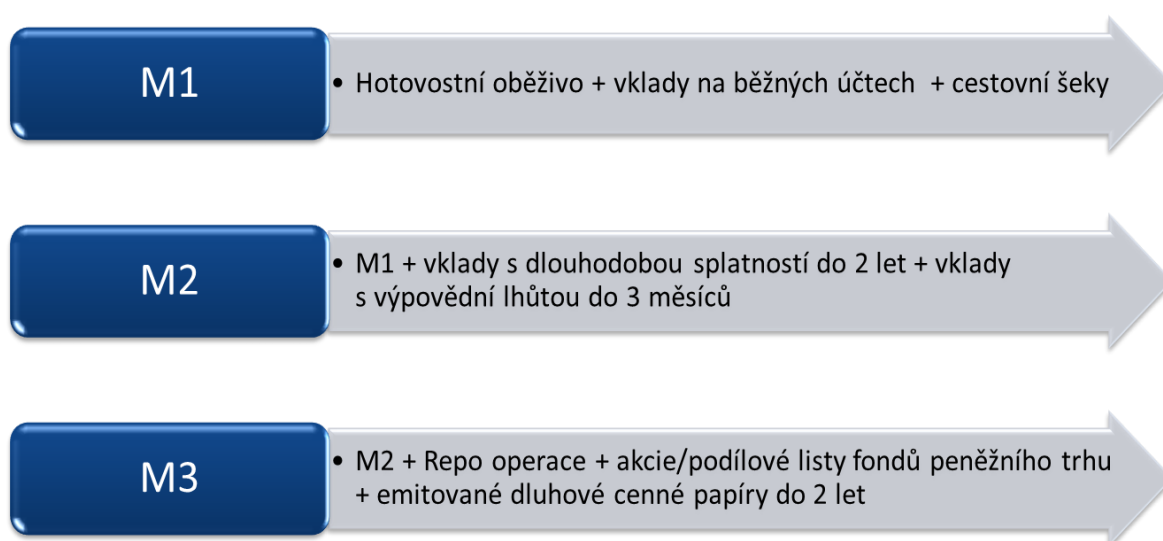 M1
• Hotovostní oběživo + vklady na běžných účtech + cestovní šeky
M2
• M1 + vklady s dlouhodobou splatností do 2 let + vklady
s výpovědní lhůtou do 3 měsíců
M3
• M2 + Repo operace + akcie/podílové listy fondů peněžního trhu
+ emitované dluhové cenné papíry do 2 let